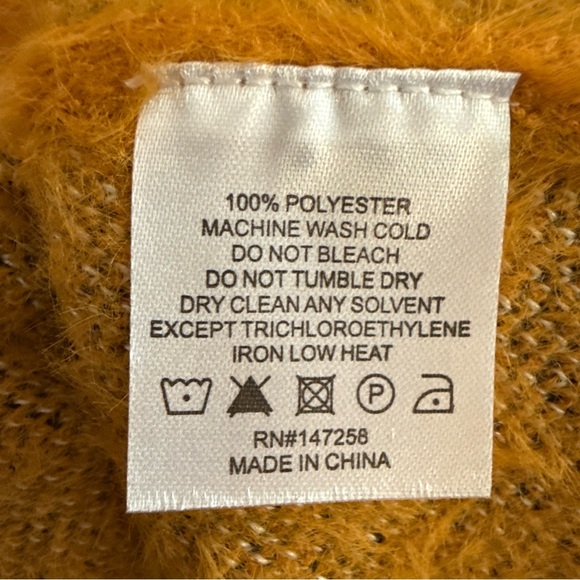 100% POLYESTER
MACHINE WASH COLD
DO NOT BLEACH
DO NOT TUMBLE DRY
DRY CLEAN ANY SOLVENT
EXCEPT TRICHLOROETHYLENE
IRON LOW HEAT
P
RN#147258
MADE IN CHINA